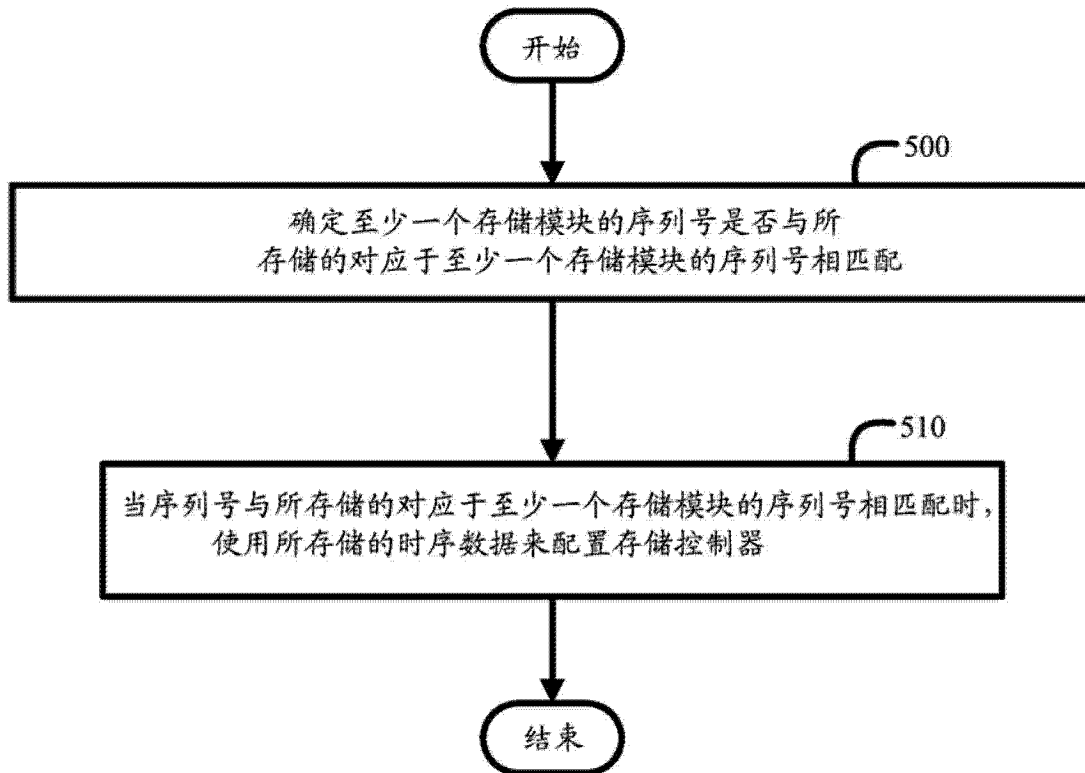 开始
500
确定至少一个存储模块的序列号是否与所
存储的对应于至少一个存储模块的序列号相匹配
510
当序列号与所存储的对应于至少一个存储模块的序列号相匹配时，
使用所存储的时序数据来配置存储控制器
结束